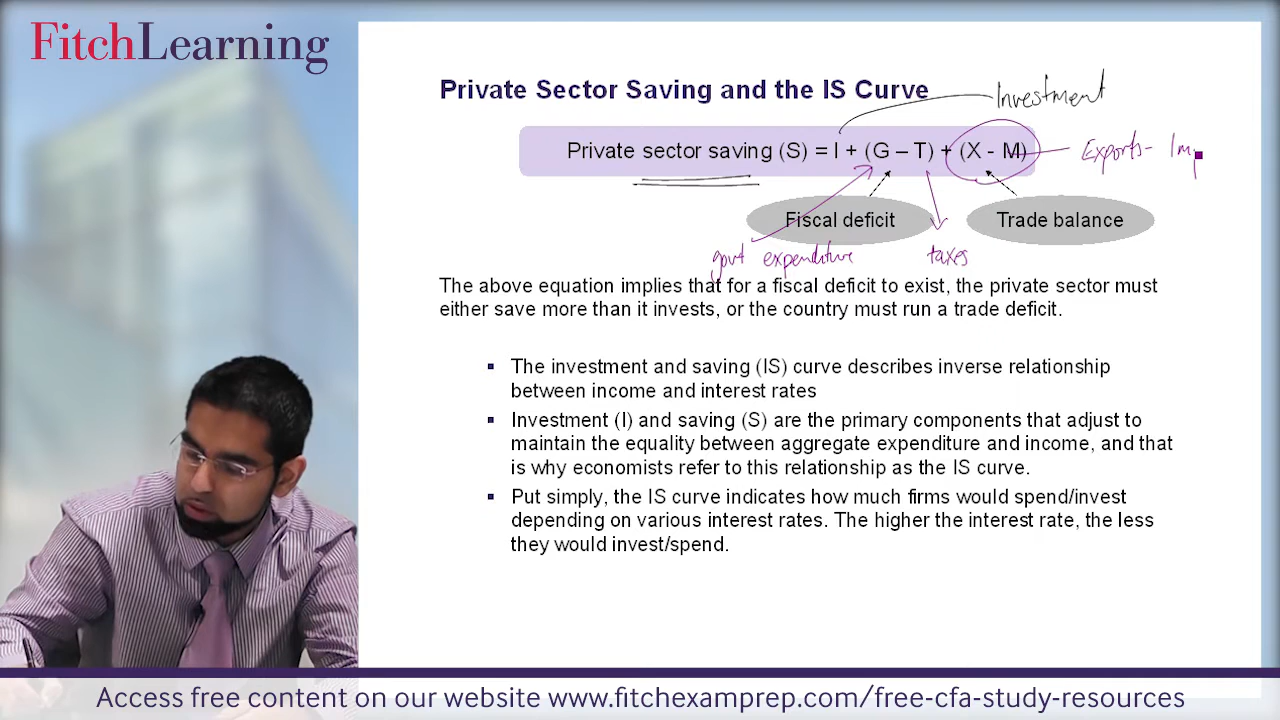 FitchLearning
Private Sector Saving and the IS Curve
Investment
Private sector saving (S) = I + (G – T) + (X - M)
Exports - Imp
Fiscal deficit
Trade balance
govt expenditure
taxes
The above equation implies that for a fiscal deficit to exist, the private sector must
either save more than it invests, or the country must run a trade deficit.
▪ The investment and saving (IS) curve describes inverse relationship
between income and interest rates
▪ Investment (I) and saving (S) are the primary components that adjust to
maintain the equality between aggregate expenditure and income, and that
is why economists refer to this relationship as the IS curve.
▪ Put simply, the IS curve indicates how much firms would spend/invest
depending on various interest rates. The higher the interest rate, the less
they would invest/spend.
Access free content on our website www.fitchexamprep.com/free-cfa-study-resources